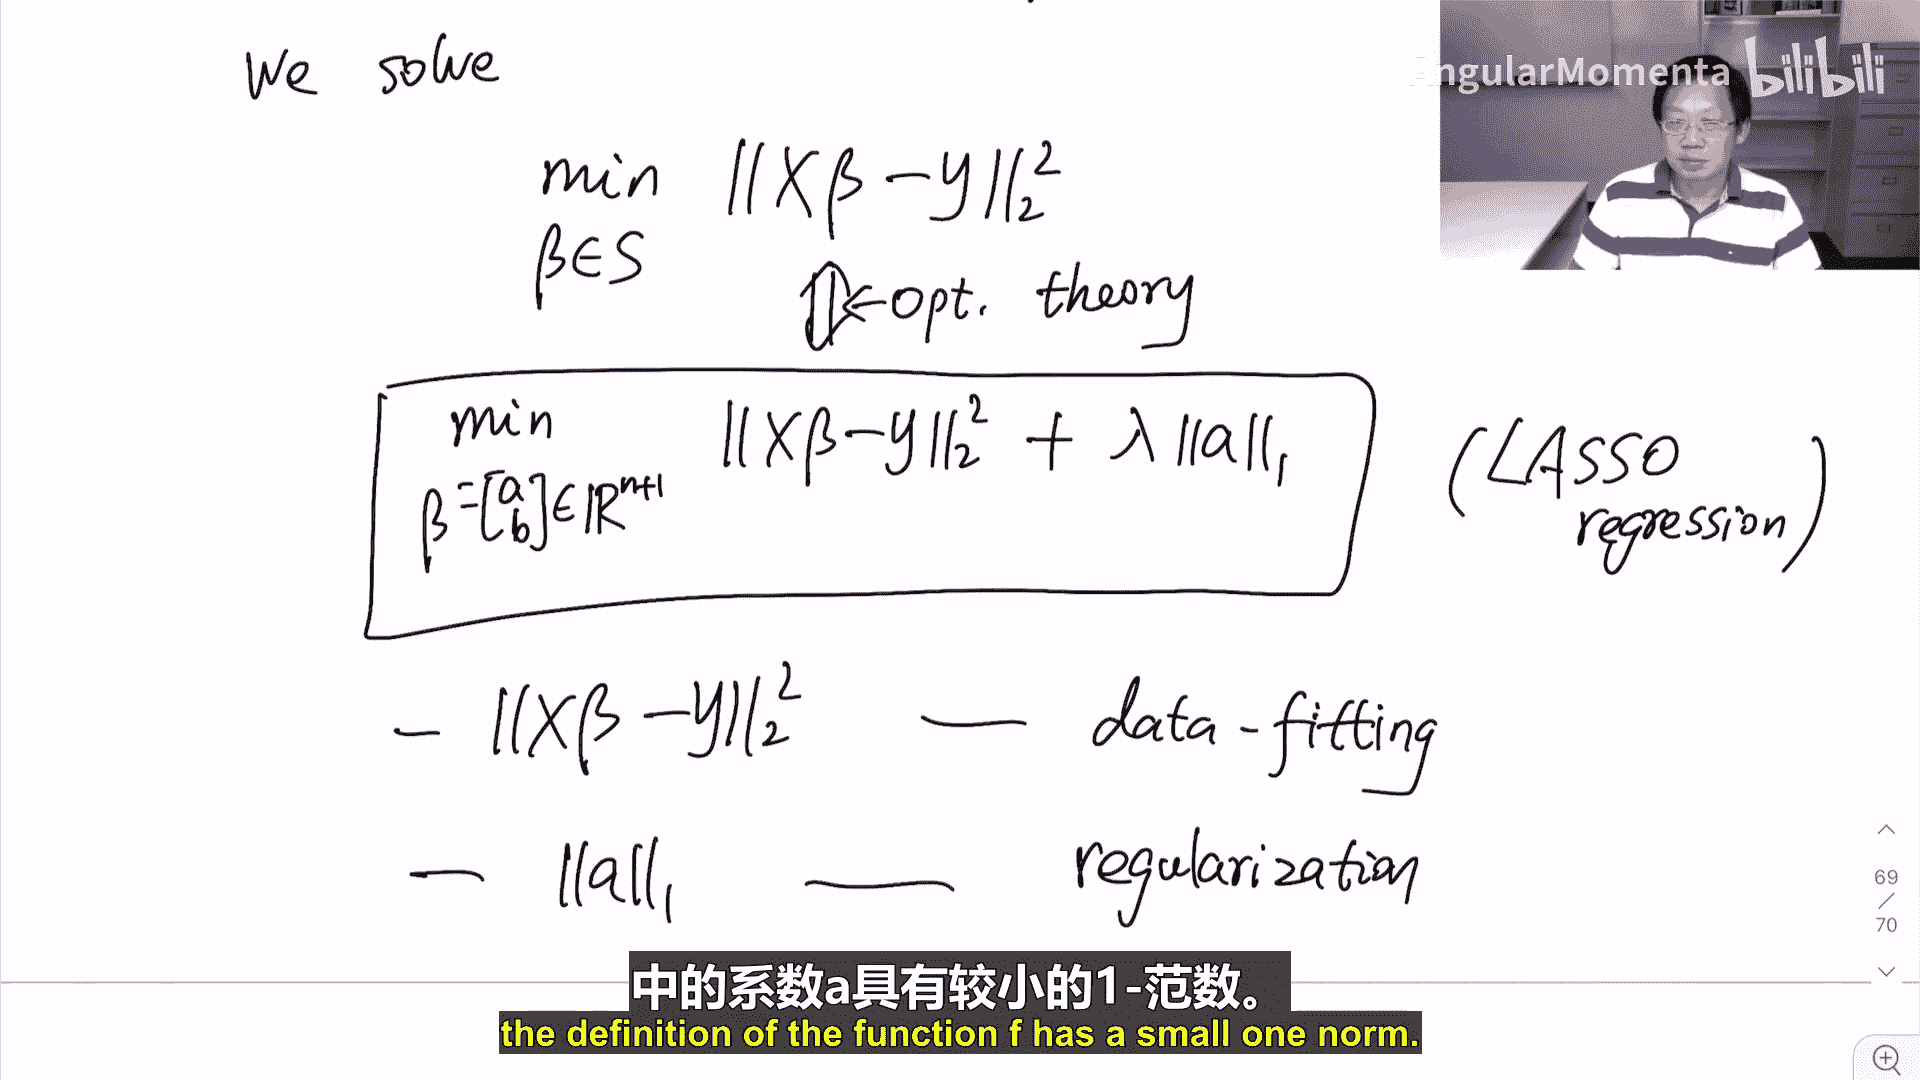 We solve
ngularMomenta bilibili
min ||Xβ-y||₂²
β∈S
⇕ ← opt. theory
min ||Xβ-y||₂² + λ||a||₁
β=[a b]∈ℝⁿ⁺¹
(LASSO
regression)
- ||Xβ-y||₂² — data-fitting
- ||a||₁ — regularization
69
/
70
中的系数a具有较小的1-范数。
the definition of the function f has a small one norm.